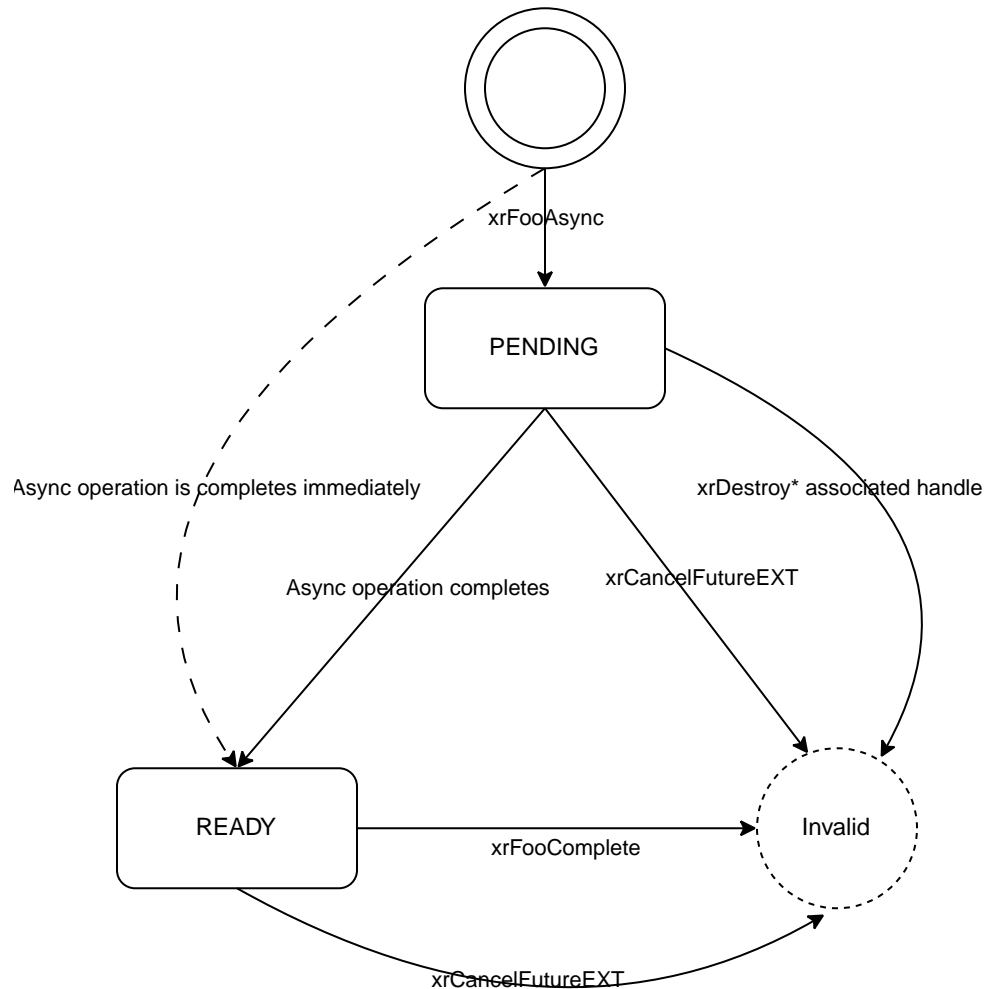 xrFooAsync
PENDING
Async operation is completes immediately
xrDestroy* associated handle
xrCancelFutureEXT
Async operation completes
READY
Invalid
xrFooComplete
xrCancelFutureEXT